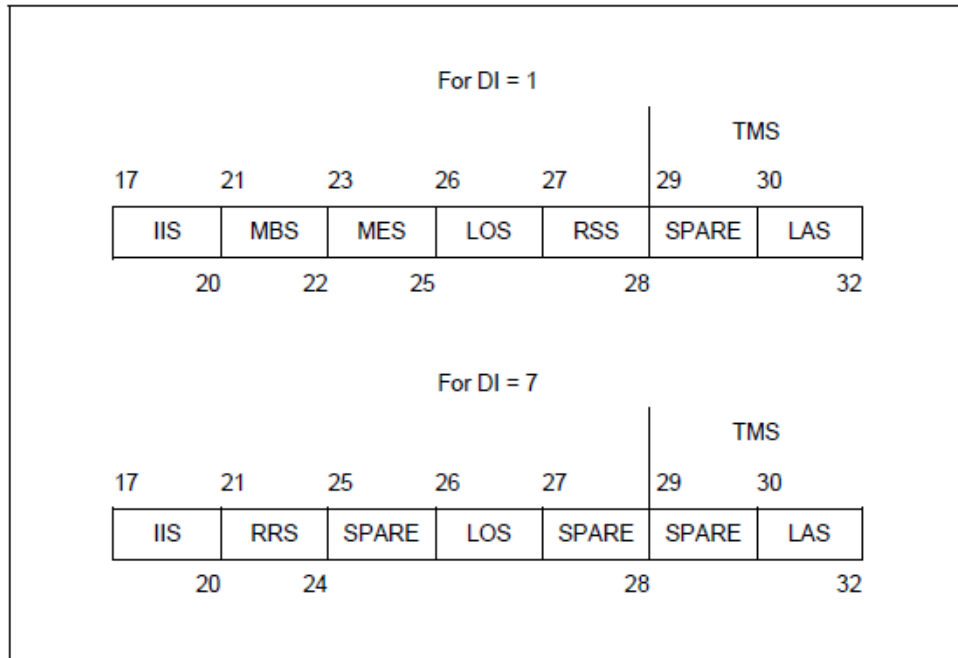 For DI = 1
TMS
17 21 23 26 27 29 30
IIS MBS MES LOS RSS SPARE LAS
20 22 25 28 32
For DI = 7
TMS
17 21 25 26 27 29 30
IIS RRS SPARE LOS SPARE SPARE LAS
20 24 28 32